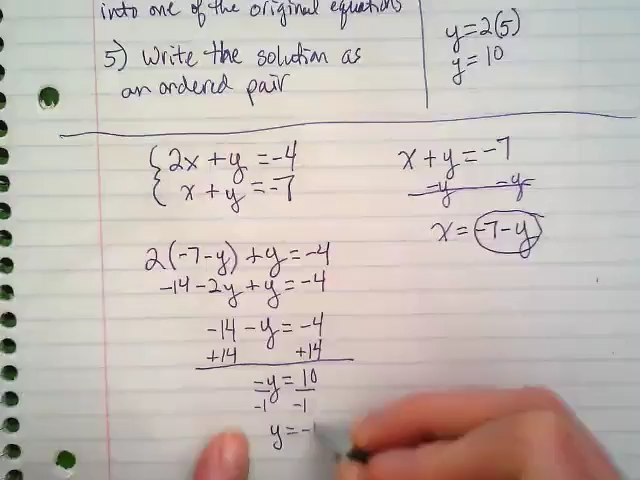 into one of the original equations
5) Write the solution as
an ordered pair
y=2(5)
y=10
2x+y=-4
x+y=-7
x+y=-7
-y -y
x=-7-y
2(-7-y)+y=-4
-14-2y+y=-4
-14-y=-4
+14 +14
-y=10
-1 -1
y=-